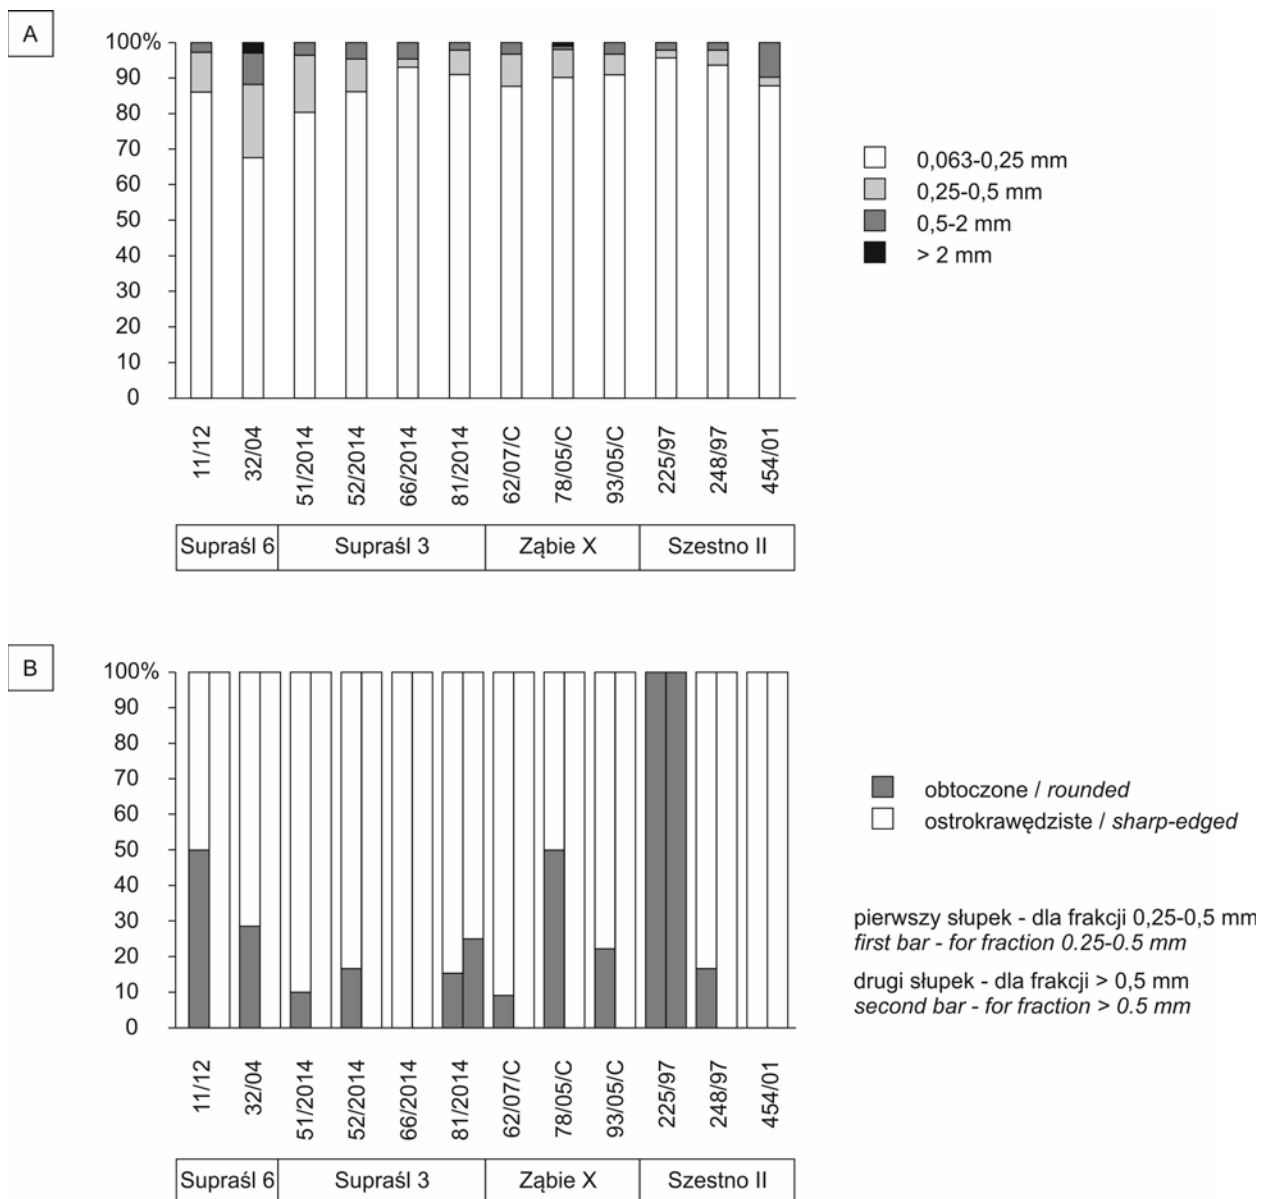 A
100%
90
80
70
60
50
40
30
20
10
0
0,063-0,25 mm
0,25-0,5 mm
0,5-2 mm
> 2 mm
11/12
32/04
51/2014
52/2014
66/2014
81/2014
62/07/C
78/05/C
93/05/C
225/97
248/97
454/01
Supraśl 6
Supraśl 3
Ząbie X
Szestno II
B
100%
90
80
70
60
50
40
30
20
10
0
obtoczone / rounded
ostrokrawędziste / sharp-edged
pierwszy słupek - dla frakcji 0,25-0,5 mm
first bar - for fraction 0.25-0.5 mm
drugi słupek - dla frakcji > 0,5 mm
second bar - for fraction > 0.5 mm
11/12
32/04
51/2014
52/2014
66/2014
81/2014
62/07/C
78/05/C
93/05/C
225/97
248/97
454/01
Supraśl 6
Supraśl 3
Ząbie X
Szestno II